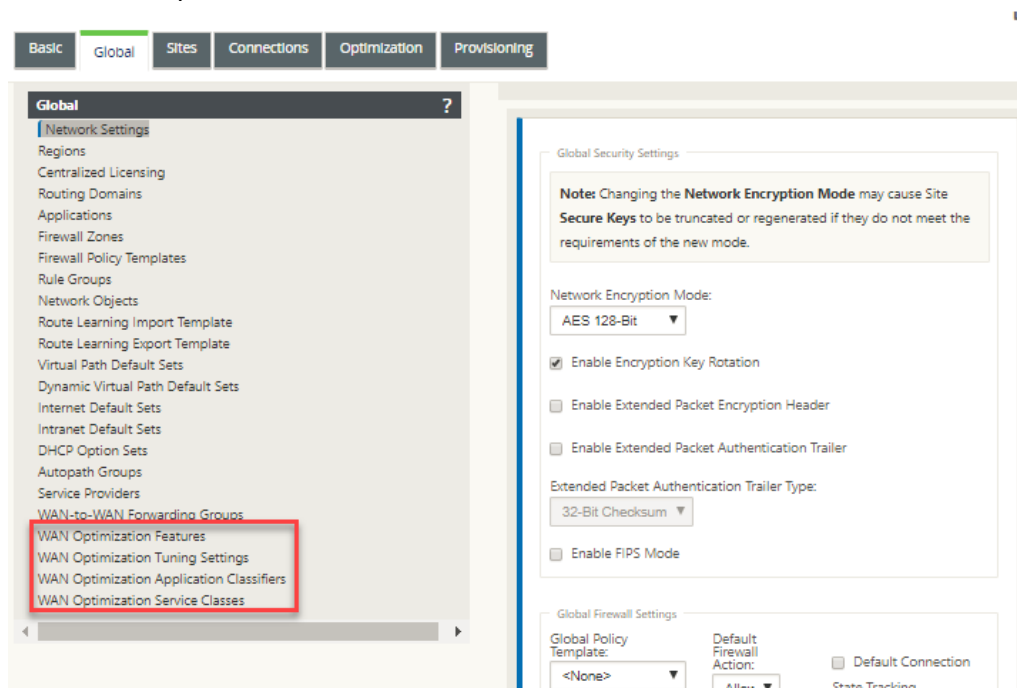 Basic Global Sites Connections Optimization Provisioning
Global ?
Network Settings
Regions
Centralized Licensing
Routing Domains
Applications
Firewall Zones
Firewall Policy Templates
Rule Groups
Network Objects
Route Learning Import Template
Route Learning Export Template
Virtual Path Default Sets
Dynamic Virtual Path Default Sets
Internet Default Sets
Intranet Default Sets
DHCP Option Sets
Autopath Groups
Service Providers
WAN-to-WAN Forwarding Groups
WAN Optimization Features
WAN Optimization Tuning Settings
WAN Optimization Application Classifiers
WAN Optimization Service Classes
Global Security Settings
Note: Changing the Network Encryption Mode may cause Site
Secure Keys to be truncated or regenerated if they do not meet the
requirements of the new mode.
Network Encryption Mode:
AES 128-Bit
Enable Encryption Key Rotation
Enable Extended Packet Encryption Header
Enable Extended Packet Authentication Trailer
Extended Packet Authentication Trailer Type:
32-Bit Checksum
Enable FIPS Mode
Global Firewall Settings
Global Policy
Template:
<None>
Default
Firewall
Action:
Allow
Default Connection
State Tracking